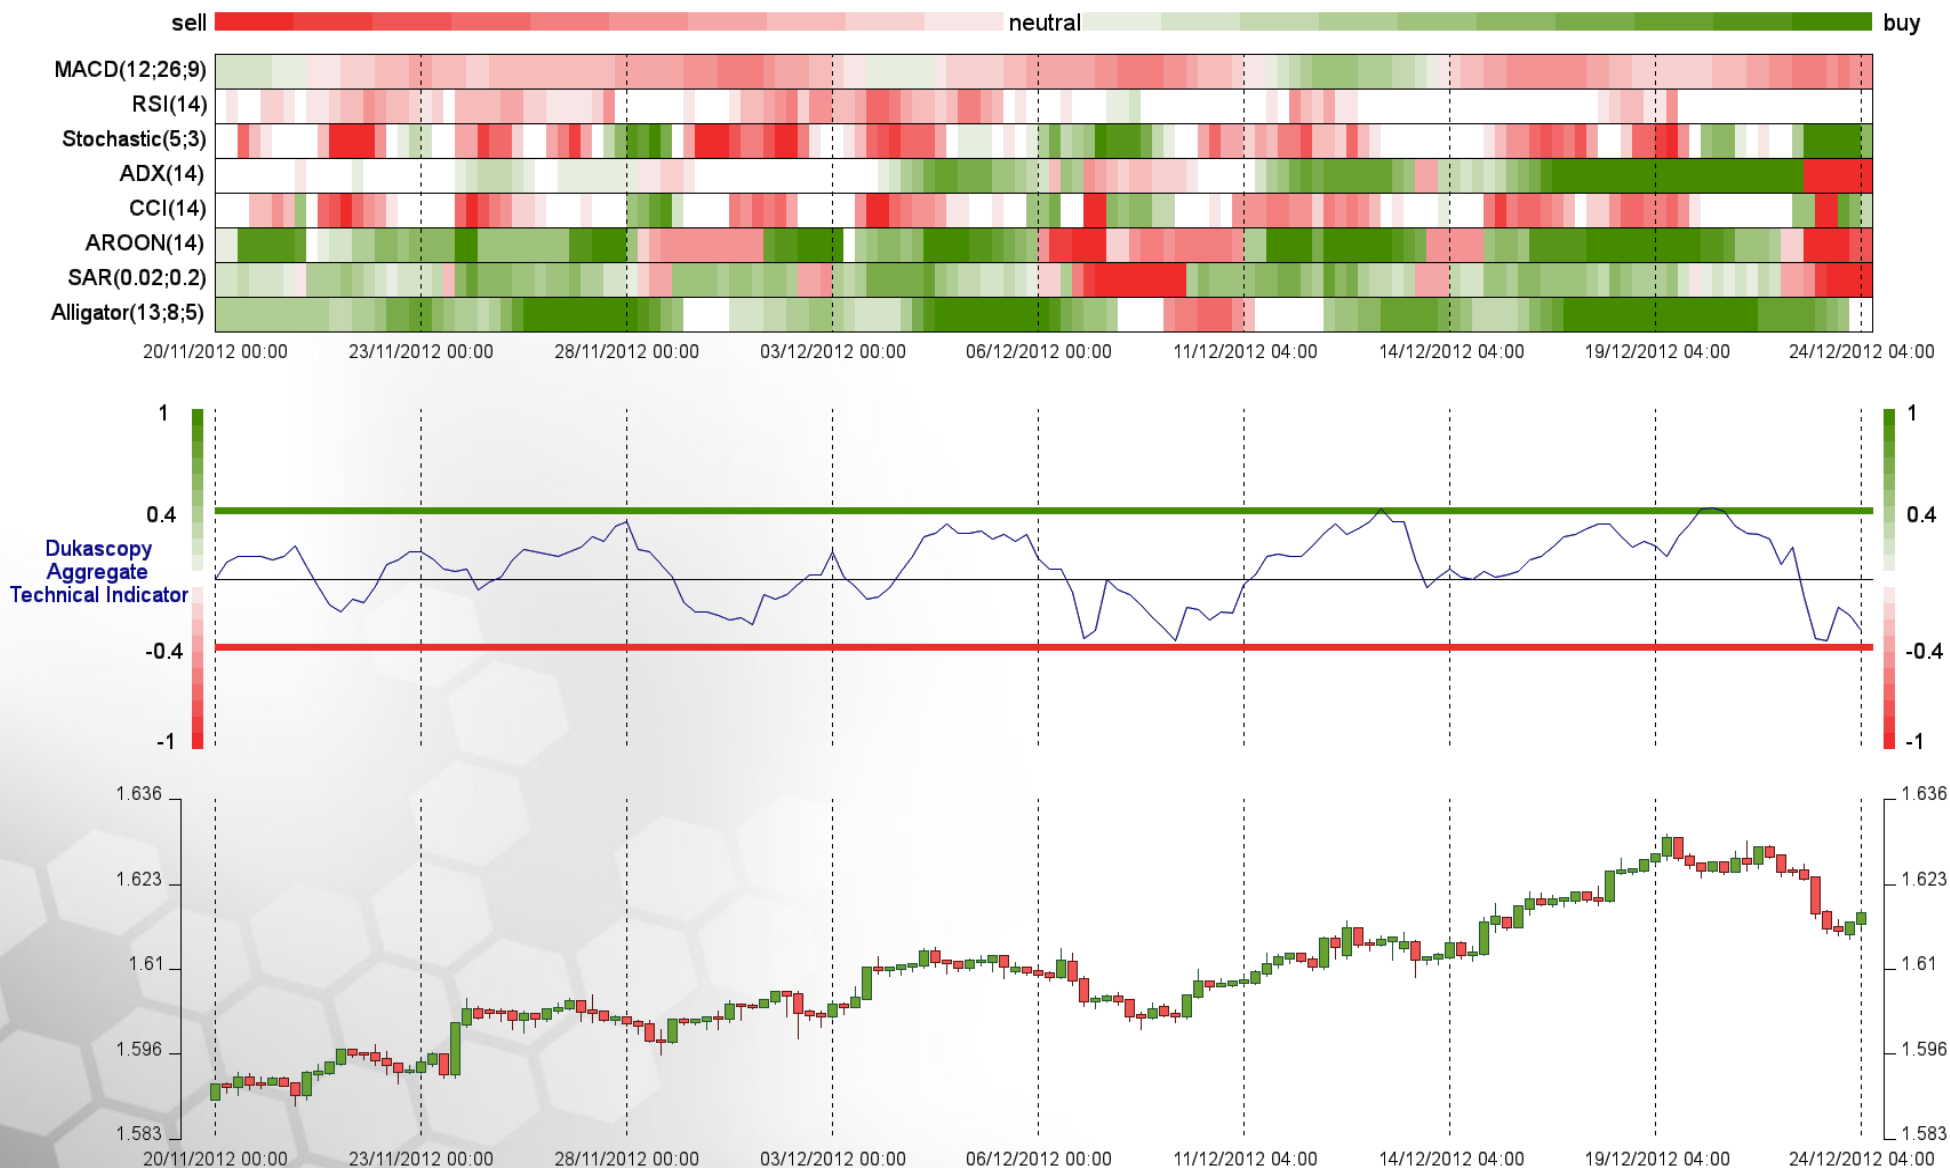 sell neutral buy
MACD(12;26;9)
RSI(14)
Stochastic(5;3)
ADX(14)
CCI(14)
AROON(14)
SAR(0.02;0.2)
Alligator(13;8;5)
20/11/2012 00:00 23/11/2012 00:00 28/11/2012 00:00 03/12/2012 00:00 06/12/2012 00:00 11/12/2012 04:00 14/12/2012 04:00 19/12/2012 04:00 24/12/2012 04:00
1 1
0.4 0.4
Dukascopy
Aggregate
Technical Indicator
-0.4 -0.4
-1 -1
1.636 1.636
1.623 1.623
1.61 1.61
1.596 1.596
1.583 1.583
20/11/2012 00:00 23/11/2012 00:00 28/11/2012 00:00 03/12/2012 00:00 06/12/2012 00:00 11/12/2012 04:00 14/12/2012 04:00 19/12/2012 04:00 24/12/2012 04:00